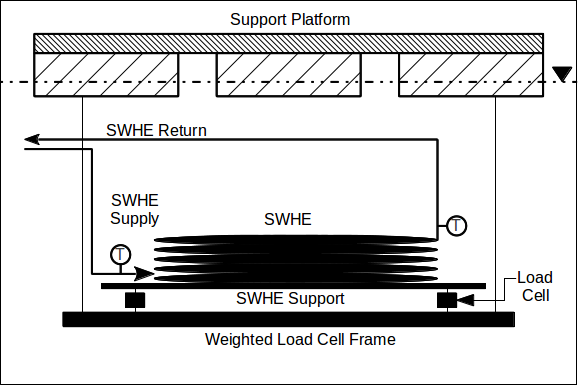 Support Platform
SWHE Return
SWHE
Supply
SWHE
T
T
Load
Cell
SWHE Support
Weighted Load Cell Frame